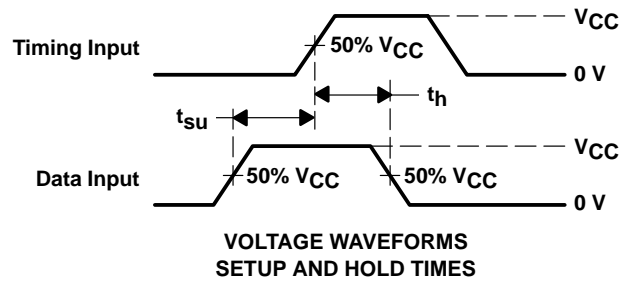 VCC
Timing Input
50% VCC
0 V
tsu
th
VCC
Data Input
50% VCC
50% VCC
0 V
VOLTAGE WAVEFORMS
SETUP AND HOLD TIMES